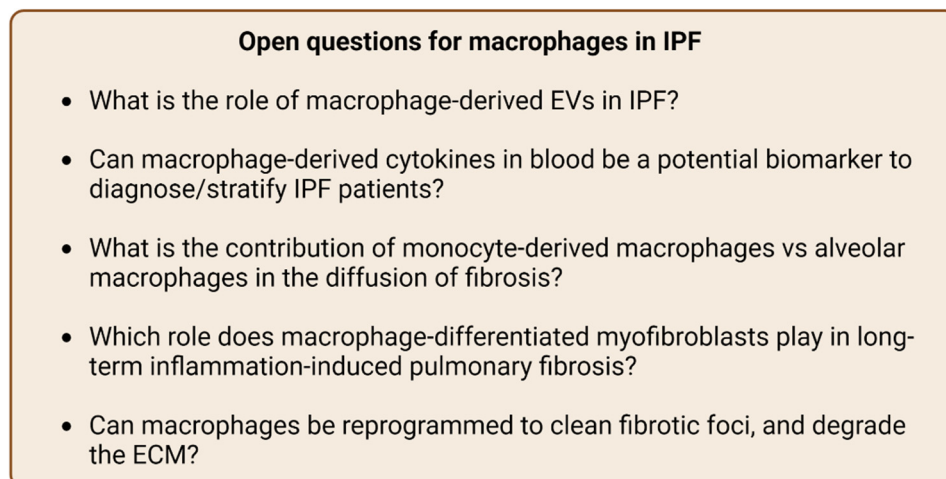 Open questions for macrophages in IPF
• What is the role of macrophage-derived EVs in IPF?
• Can macrophage-derived cytokines in blood be a potential biomarker to
diagnose/stratify IPF patients?
• What is the contribution of monocyte-derived macrophages vs alveolar
macrophages in the diffusion of fibrosis?
• Which role does macrophage-differentiated myofibroblasts play in long-
term inflammation-induced pulmonary fibrosis?
• Can macrophages be reprogrammed to clean fibrotic foci, and degrade
the ECM?